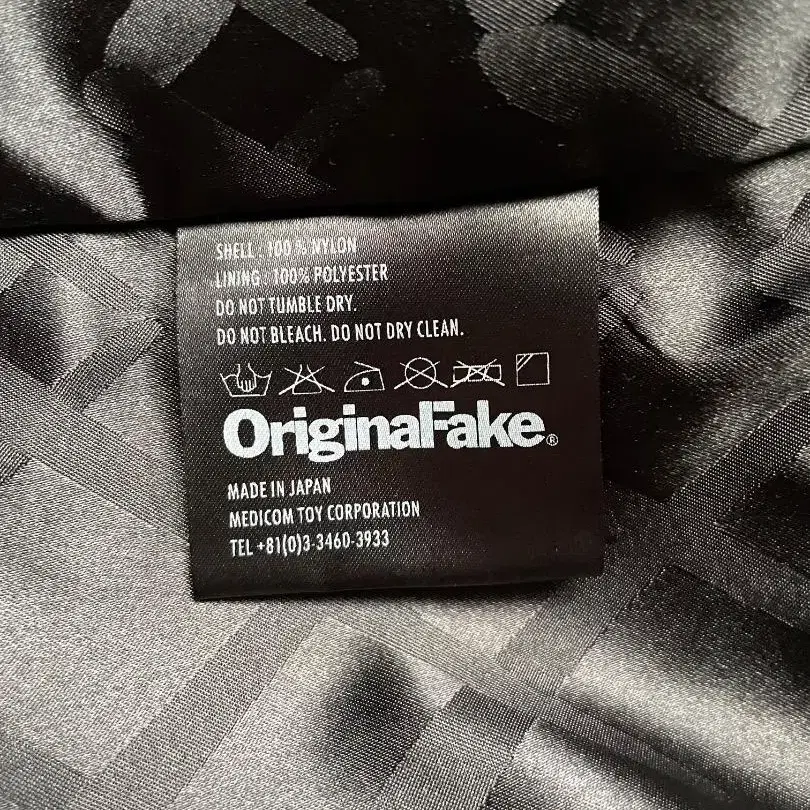 SHELL : 100 % NYLON
LINING : 100% POLYESTER
DO NOT TUMBLE DRY.
DO NOT BLEACH. DO NOT DRY CLEAN.
OriginalFake®
MADE IN JAPAN
MEDICOM TOY CORPORATION
TEL +81(0)3-3460-3933